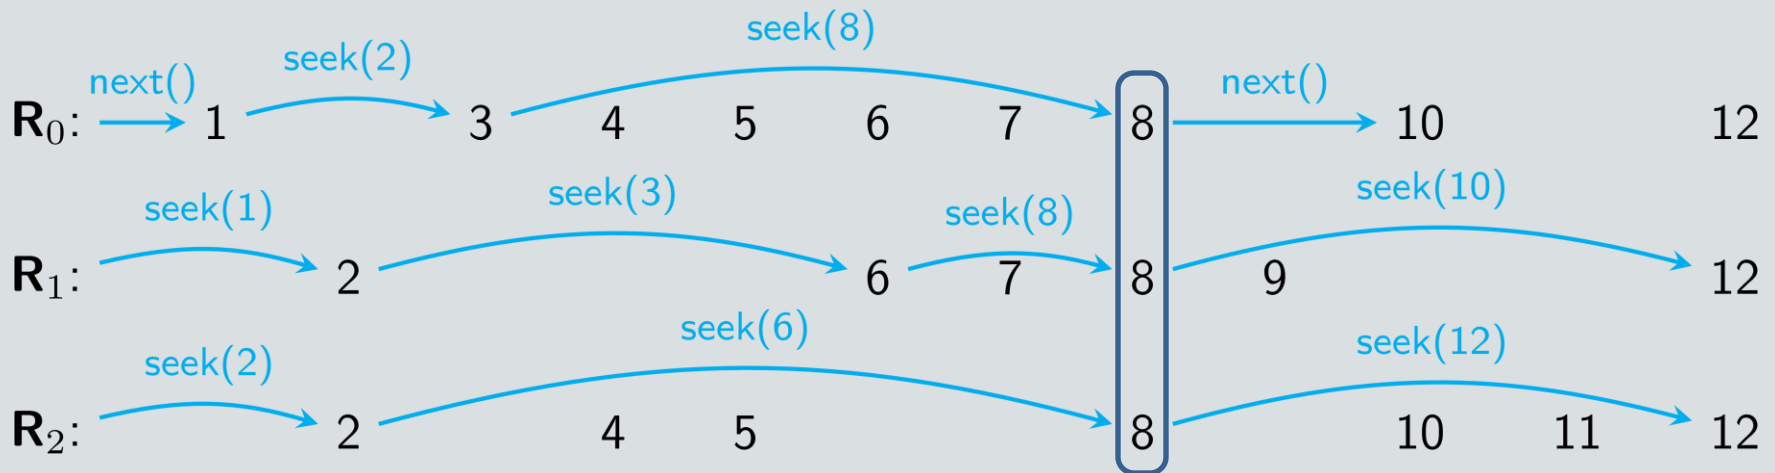 seek(8)
next() seek(2) next()
R₀: 1 3 4 5 6 7 8 10 12
seek(1) seek(3) seek(8) seek(10)
R₁: 2 6 7 8 9 12
seek(2) seek(6) seek(12)
R₂: 2 4 5 8 10 11 12